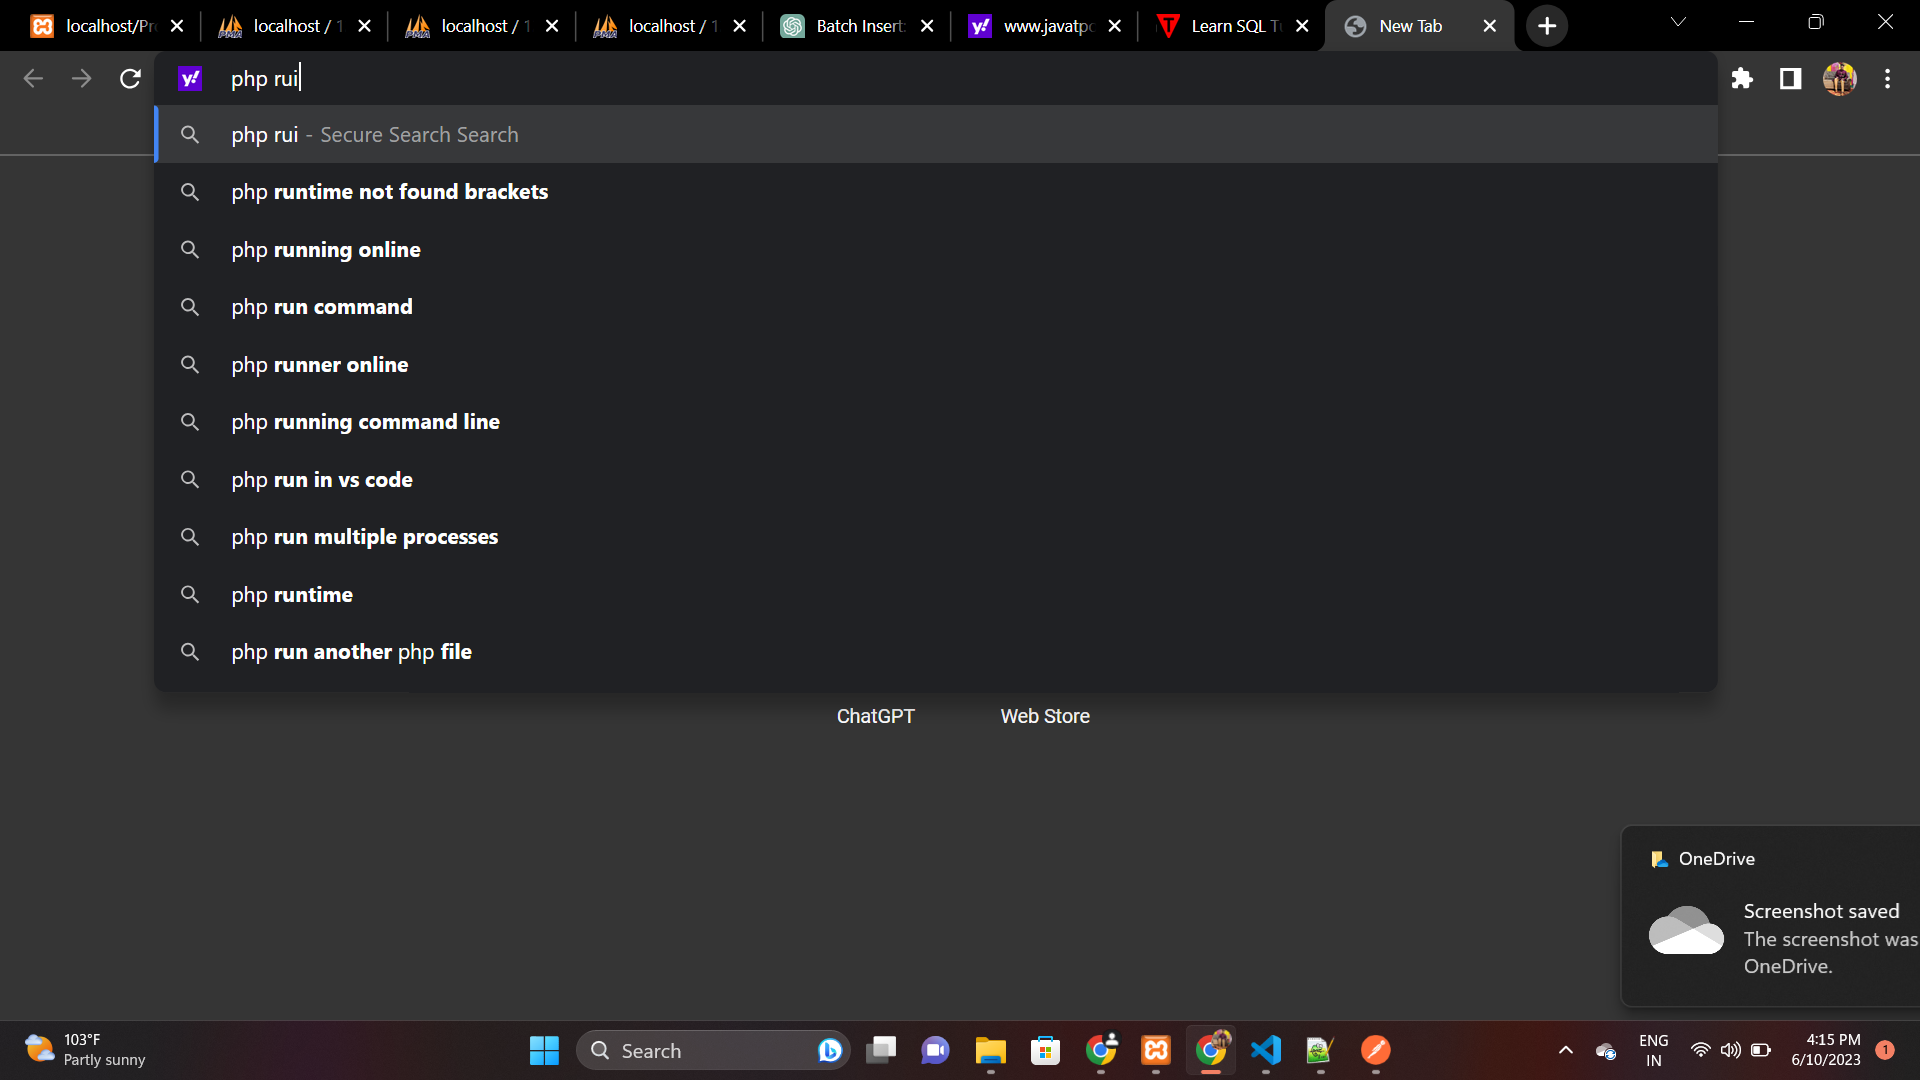 localhost/Pr
localhost / 1
localhost / 1
localhost / 1
Batch Insert:
www.javatpo
Learn SQL Tu
New Tab
php rui
php rui - Secure Search Search
php runtime not found brackets
php running online
php run command
php runner online
php running command line
php run in vs code
php run multiple processes
php runtime
php run another php file
ChatGPT
Web Store
OneDrive
Screenshot saved
The screenshot was
OneDrive.
103°F
Partly sunny
Search
ENG
IN
4:15 PM
6/10/2023
1